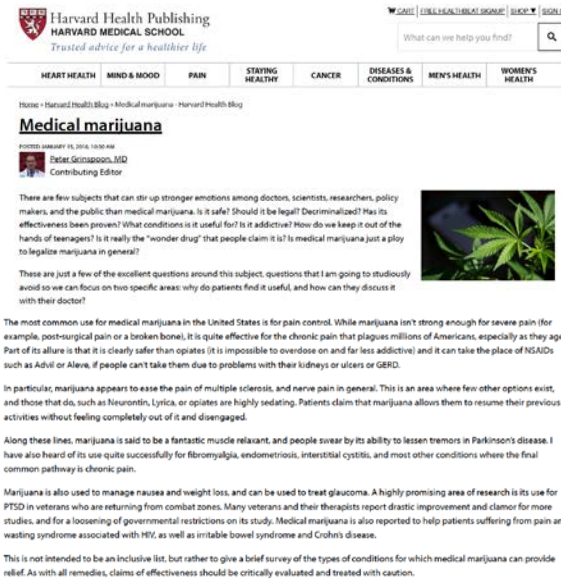 Harvard Health Publishing
HARVARD MEDICAL SCHOOL
Trusted advice for a healthier life
CART FREE HEALTHBEAT SIGNUP SHOP ▼ SIGN
What can we help you find?
HEART HEALTH MIND & MOOD PAIN STAYING HEALTHY CANCER DISEASES & CONDITIONS MEN'S HEALTH WOMEN'S HEALTH
Home » Harvard Health Blog » Medical marijuana - Harvard Health Blog
Medical marijuana
POSTED JANUARY 15, 2018, 10:30 AM
Peter Grinspoon, MD
Contributing Editor
There are few subjects that can stir up stronger emotions among doctors, scientists, researchers, policy
makers, and the public than medical marijuana. Is it safe? Should it be legal? Decriminalized? Has its
effectiveness been proven? What conditions is it useful for? Is it addictive? How do we keep it out of the
hands of teenagers? Is it really the "wonder drug" that people claim it is? Is medical marijuana just a ploy
to legalize marijuana in general?
These are just a few of the excellent questions around this subject, questions that I am going to studiously
avoid so we can focus on two specific areas: why do patients find it useful, and how can they discuss it
with their doctor?
The most common use for medical marijuana in the United States is for pain control. While marijuana isn't strong enough for severe pain (for
example, post-surgical pain or a broken bone), it is quite effective for the chronic pain that plagues millions of Americans, especially as they age
Part of its allure is that it is clearly safer than opiates (it is impossible to overdose on and far less addictive) and it can take the place of NSAIDs
such as Advil or Aleve, if people can't take them due to problems with their kidneys or ulcers or GERD.
In particular, marijuana appears to ease the pain of multiple sclerosis, and nerve pain in general. This is an area where few other options exist,
and those that do, such as Neurontin, Lyrica, or opiates are highly sedating. Patients claim that marijuana allows them to resume their previous
activities without feeling completely out of it and disengaged.
Along these lines, marijuana is said to be a fantastic muscle relaxant, and people swear by its ability to lessen tremors in Parkinson's disease. I
have also heard of its use quite successfully for fibromyalgia, endometriosis, interstitial cystitis, and most other conditions where the final
common pathway is chronic pain.
Marijuana is also used to manage nausea and weight loss, and can be used to treat glaucoma. A highly promising area of research is its use for
PTSD in veterans who are returning from combat zones. Many veterans and their therapists report drastic improvement and clamor for more
studies, and for a loosening of governmental restrictions on its study. Medical marijuana is also reported to help patients suffering from pain an
wasting syndrome associated with HIV, as well as irritable bowel syndrome and Crohn's disease.
This is not intended to be an inclusive list, but rather to give a brief survey of the types of conditions for which medical marijuana can provide
relief. As with all remedies, claims of effectiveness should be critically evaluated and treated with caution.